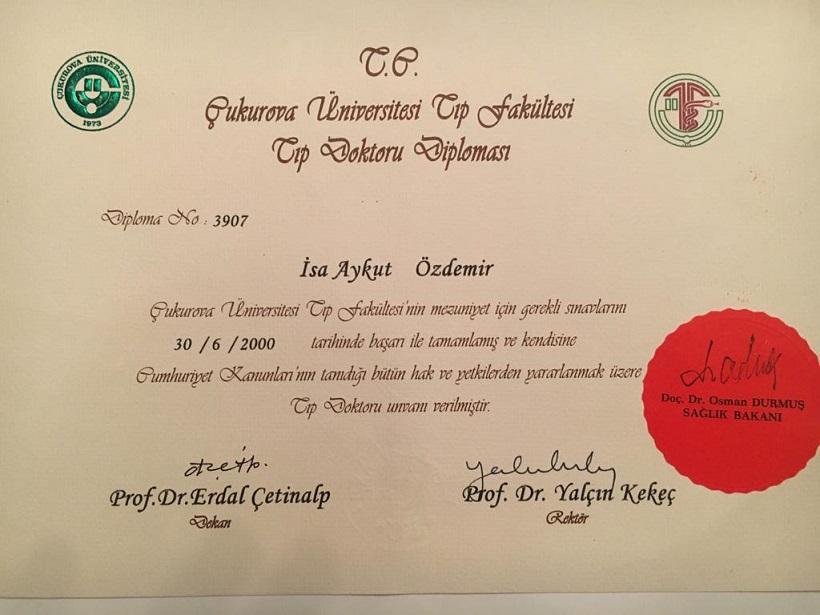 ÇUKUROVA ÜNİVERSİTESİ
1973
T.C.
Çukurova Üniversitesi Tıp Fakültesi
Tıp Doktoru Diploması
Diploma No : 3907
İsa Aykut Özdemir
Çukurova Üniversitesi Tıp Fakültesi'nin mezuniyet için gerekli sınavlarını
30 / 6 / 2000 tarihinde başarı ile tamamlamış ve kendisine
Cumhuriyet Kanunları'nın tanıdığı bütün hak ve yetkilerden yararlanmak üzere
Tıp Doktoru unvanı verilmiştir.
Doç. Dr. Osman DURMUŞ
SAĞLIK BAKANI
Prof.Dr.Erdal Çetinalp
Dekan
Prof. Dr. Yalçın Kekeç
Rektör